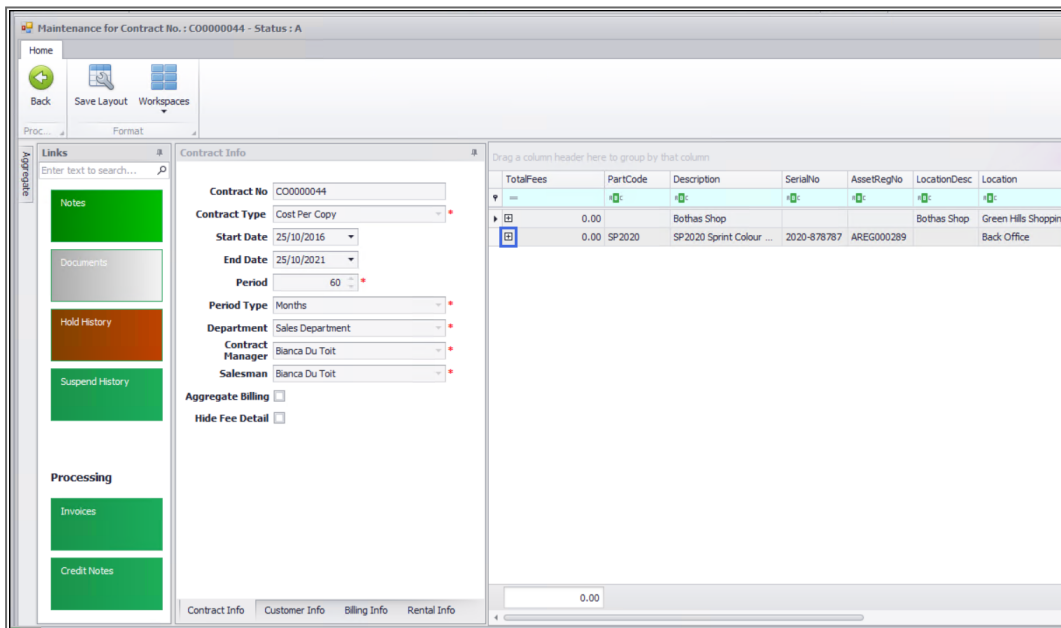 Maintenance for Contract No. : CO0000044 - Status : A
Home
Back
Save Layout
Workspaces
Proc...
Format
Aggregate
Links
Enter text to search...
Notes
Documents
Hold History
Suspend History
Processing
Invoices
Credit Notes
Contract Info
Contract No CO0000044
Contract Type Cost Per Copy *
Start Date 25/10/2016
End Date 25/10/2021
Period 60 *
Period Type Months *
Department Sales Department *
Contract Manager Bianca Du Toit *
Salesman Bianca Du Toit *
Aggregate Billing
Hide Fee Detail
Contract Info Customer Info Billing Info Rental Info
Drag a column header here to group by that column
TotalFees PartCode Description SerialNo AssetRegNo LocationDesc Location
= RBC RBC RBC RBC RBC RBC
0.00 Bothas Shop Bothas Shop Green Hills Shoppin
0.00 SP2020 SP2020 Sprint Colour ... 2020-878787 AREG000289 Back Office
0.00